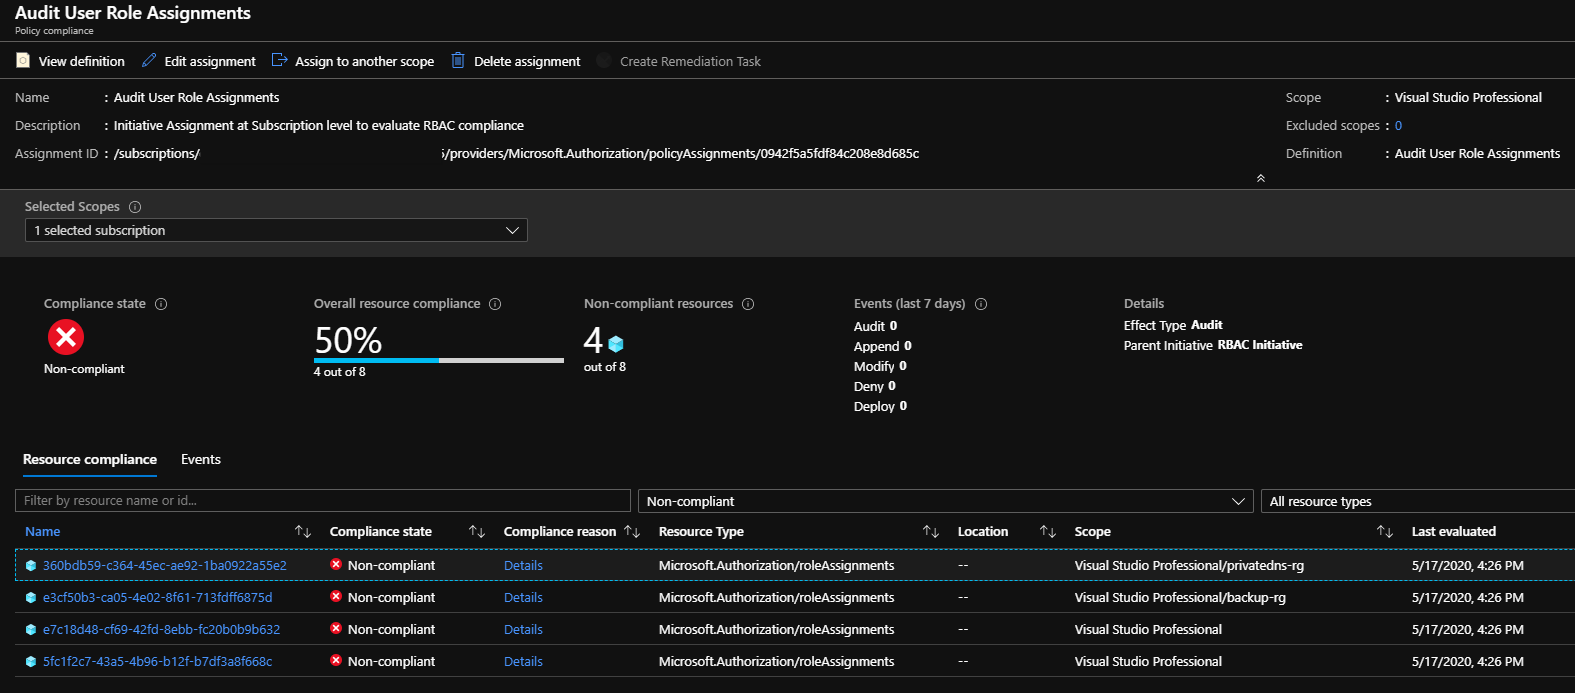 Audit User Role Assignments
Policy compliance
View definition Edit assignment Assign to another scope Delete assignment Create Remediation Task
Name : Audit User Role Assignments Scope : Visual Studio Professional
Description : Initiative Assignment at Subscription level to evaluate RBAC compliance Excluded scopes : 0
Assignment ID : /subscriptions/ /providers/Microsoft.Authorization/policyAssignments/0942f5a5fdf84c208e8d685c Definition : Audit User Role Assignments
Selected Scopes
1 selected subscription
Compliance state Overall resource compliance Non-compliant resources Events (last 7 days) Details
Non-compliant
50%
4 out of 8
4
out of 8
Audit 0
Append 0
Modify 0
Deny 0
Deploy 0
Effect Type Audit
Parent Initiative RBAC Initiative
Resource compliance Events
Filter by resource name or id... Non-compliant All resource types
Name Compliance state Compliance reason Resource Type Location Scope Last evaluated
360bdb59-c364-45ec-ae92-1ba0922a55e2 Non-compliant Details Microsoft.Authorization/roleAssignments -- Visual Studio Professional/privatedns-rg 5/17/2020, 4:26 PM
e3cf50b3-ca05-4e02-8f61-713fdff6875d Non-compliant Details Microsoft.Authorization/roleAssignments -- Visual Studio Professional/backup-rg 5/17/2020, 4:26 PM
e7c18d48-cf69-42fd-8ebb-fc20b0b9b632 Non-compliant Details Microsoft.Authorization/roleAssignments -- Visual Studio Professional 5/17/2020, 4:26 PM
5fc1f2c7-43a5-4b96-b12f-b7df3a8f668c Non-compliant Details Microsoft.Authorization/roleAssignments -- Visual Studio Professional 5/17/2020, 4:26 PM